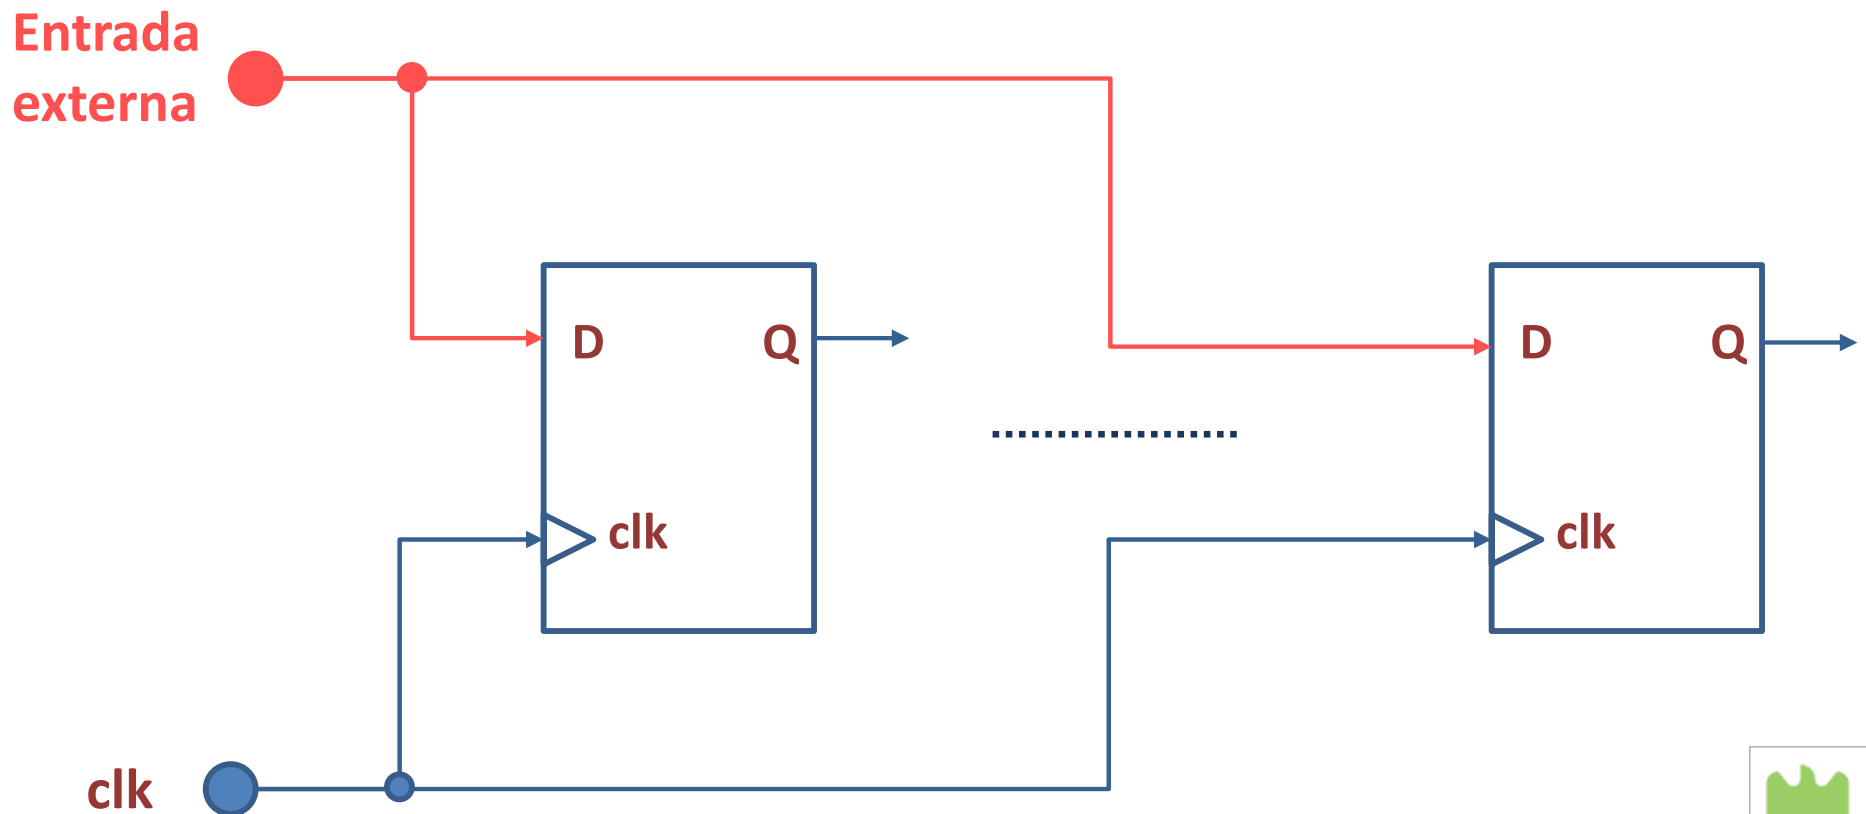 Entrada
externa
D Q
D Q
clk
clk
clk